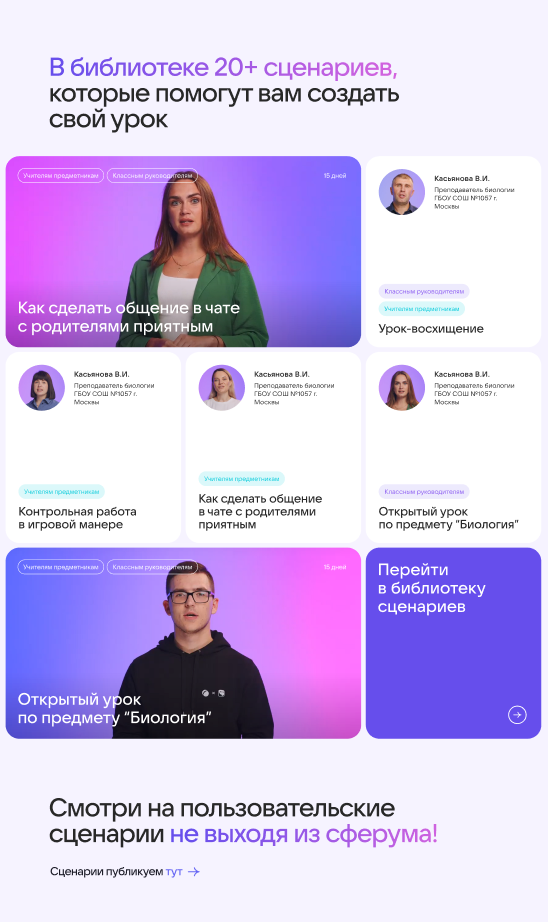 В библиотеке 20+ сценариев,
которые помогут вам создать
свой урок
Учителям предметникам
Классным руководителям
15 дней
Как сделать общение в чате
с родителями приятным
Касьянова В.И.
Преподаватель биологии
ГБОУ СОШ №1057 г.
Москвы
Классным руководителям
Учителям предметникам
Урок-восхищение
Касьянова В.И.
Преподаватель биологии
ГБОУ СОШ №1057 г.
Москвы
Учителям предметникам
Контрольная работа
в игровой манере
Касьянова В.И.
Преподаватель биологии
ГБОУ СОШ №1057 г.
Москвы
Учителям предметникам
Как сделать общение
в чате с родителями
приятным
Касьянова В.И.
Преподаватель биологии
ГБОУ СОШ №1057 г.
Москвы
Классным руководителям
Открытый урок
по предмету “Биология”
Учителям предметникам
Классным руководителям
15 дней
Открытый урок
по предмету “Биология”
Перейти
в библиотеку
сценариев
Смотри на пользовательские
сценарии не выходя из сферума!
Сценарии публикуем тут